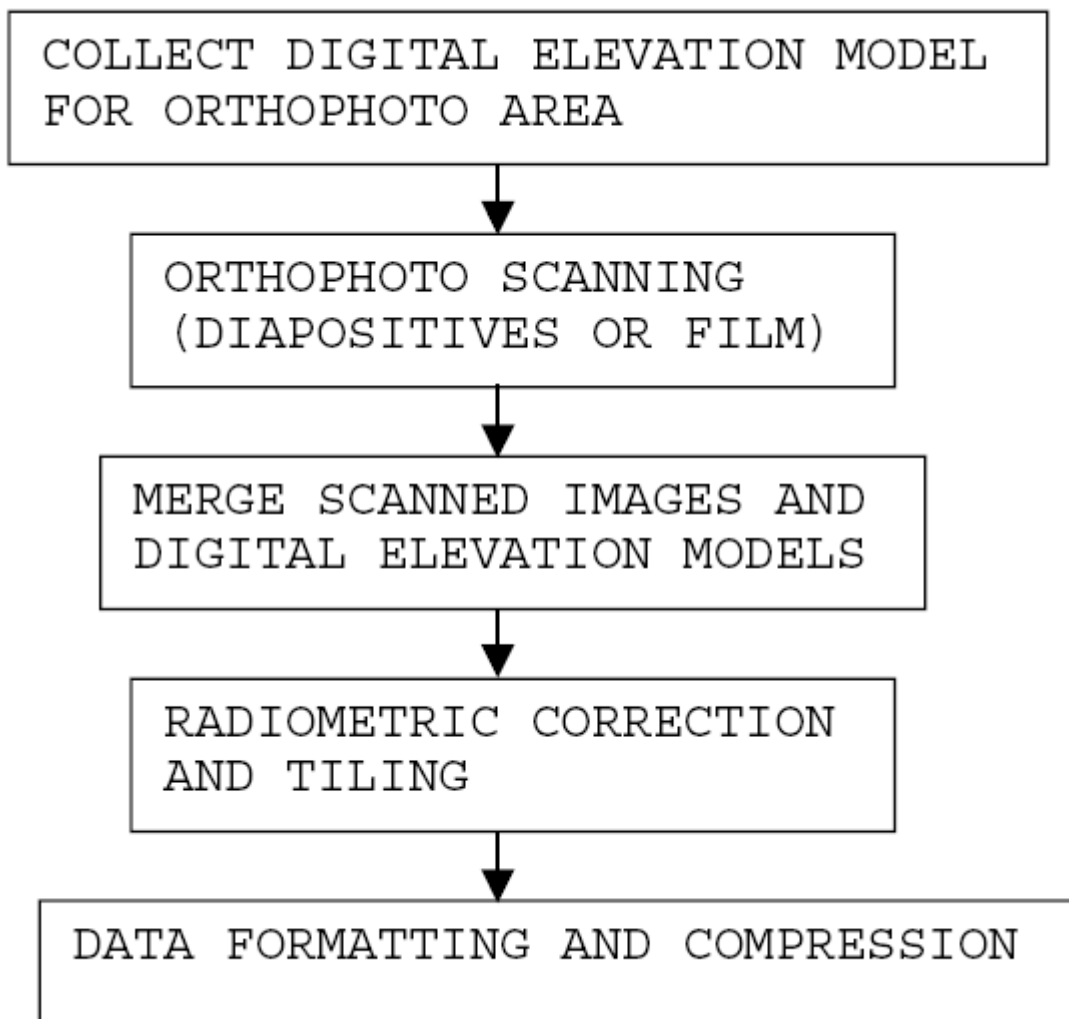 COLLECT DIGITAL ELEVATION MODEL
FOR ORTHOPHOTO AREA
ORTHOPHOTO SCANNING
(DIAPOSITIVES OR FILM)
MERGE SCANNED IMAGES AND
DIGITAL ELEVATION MODELS
RADIOMETRIC CORRECTION
AND TILING
DATA FORMATTING AND COMPRESSION